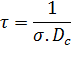 τ = 1 / σ. D_c